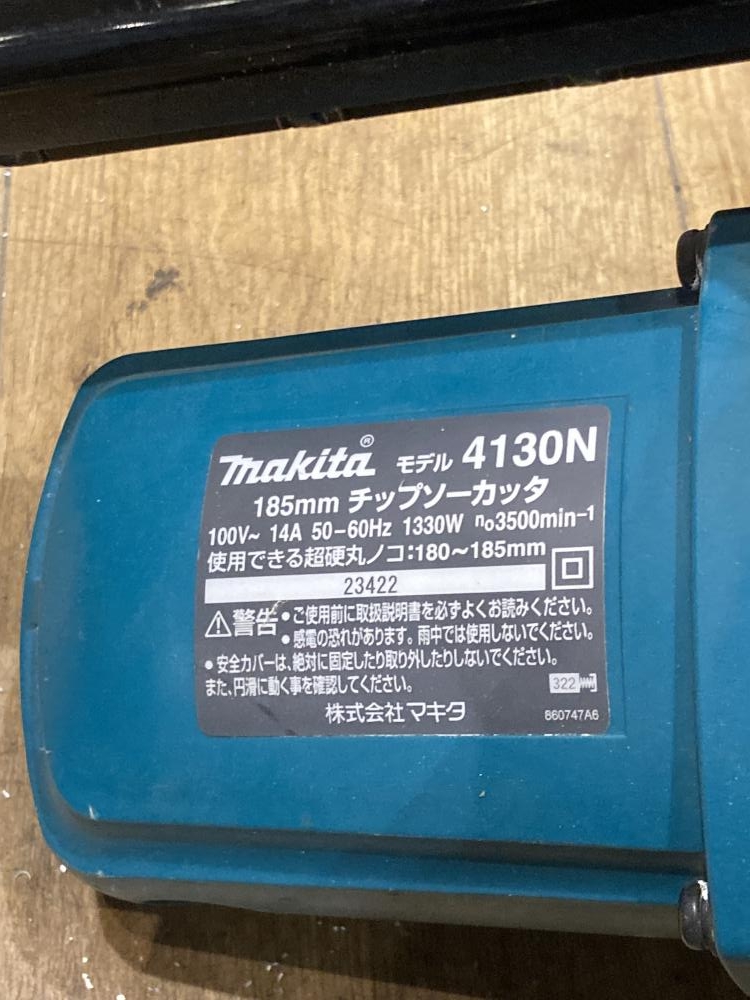 makita® モデル 4130N
185mm チップソーカッタ
100V~ 14A 50-60Hz 1330W n₀3500min-1
使用できる超硬丸ノコ:180~185mm
23422
警告 • ご使用前に取扱説明書を必ずよくお読みください。
• 感電の恐れがあります。雨中では使用しないでください。
• 安全カバーは、絶対に固定したり取り外したりしないでください。
また、円滑に動く事を確認してください。
322
株式会社マキタ 860747A6